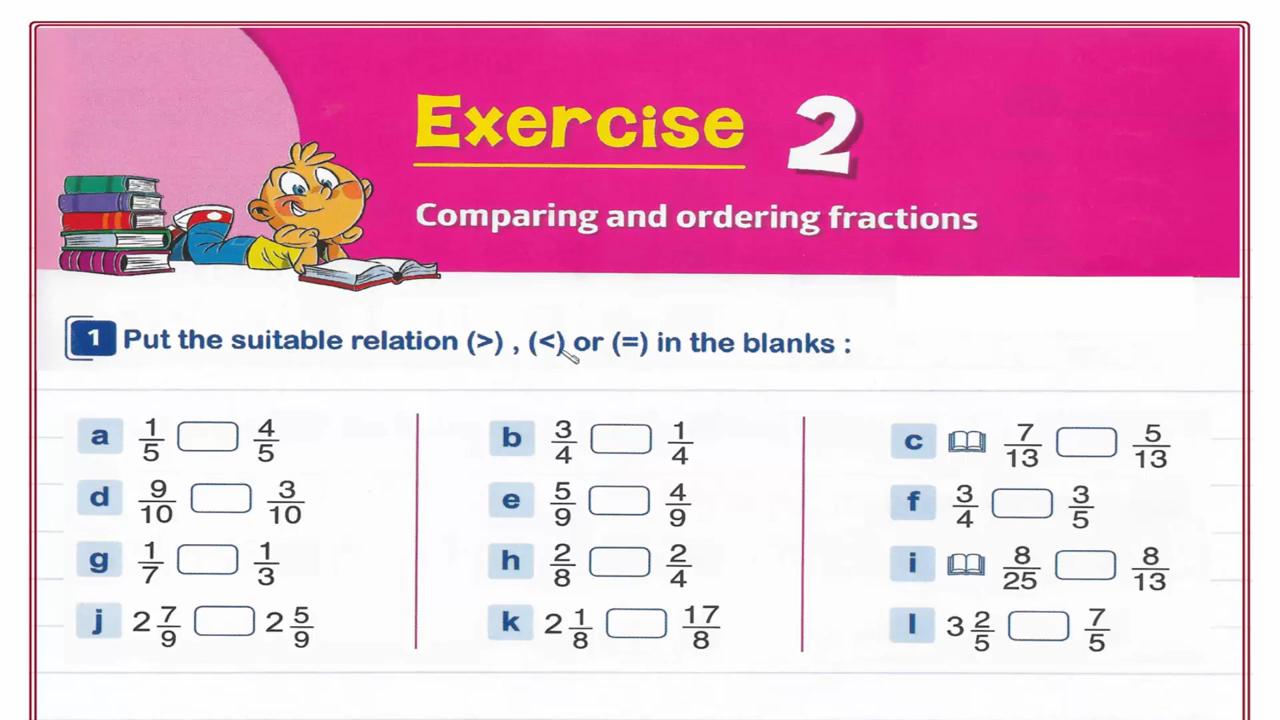 Exercise 2
Comparing and ordering fractions
1 Put the suitable relation (>) , (<) or (=) in the blanks :
a 1/5 4/5 b 3/4 1/4 c 7/13 5/13
d 9/10 3/10 e 5/9 4/9 f 3/4 3/5
g 1/7 1/3 h 2/8 2/4 i 8/25 8/13
j 2 7/9 2 5/9 k 2 1/8 17/8 l 3 2/5 7/5